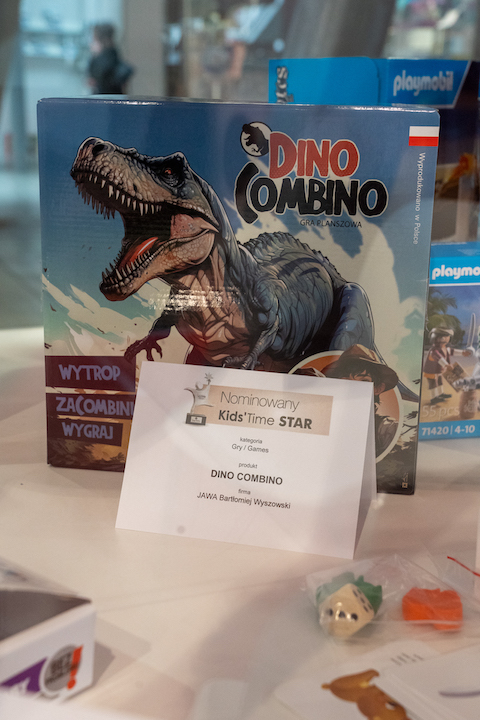 playmobil
DINO
COMBINO
GRA PLANSZOWA
Wyprodukowano w Polsce
WYTROP
ZACOMBINUJ
WYGRAJ
Nominowany
Kids'Time STAR
kategoria
Gry / Games
produkt
DINO COMBINO
firma
JAWA Bartłomiej Wyszowski
playmo
71420 | 4-10